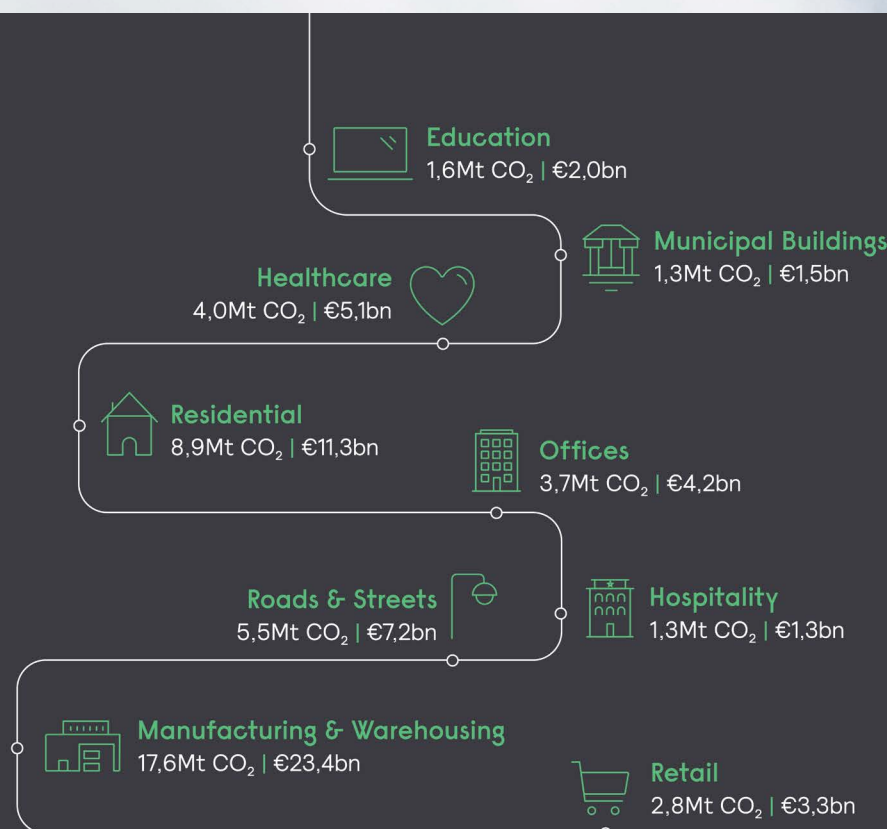 Education
1,6Mt CO₂ | €2,0bn
Municipal Buildings
1,3Mt CO₂ | €1,5bn
Healthcare
4,0Mt CO₂ | €5,1bn
Residential
8,9Mt CO₂ | €11,3bn
Offices
3,7Mt CO₂ | €4,2bn
Roads & Streets
5,5Mt CO₂ | €7,2bn
Hospitality
1,3Mt CO₂ | €1,3bn
Manufacturing & Warehousing
17,6Mt CO₂ | €23,4bn
Retail
2,8Mt CO₂ | €3,3bn